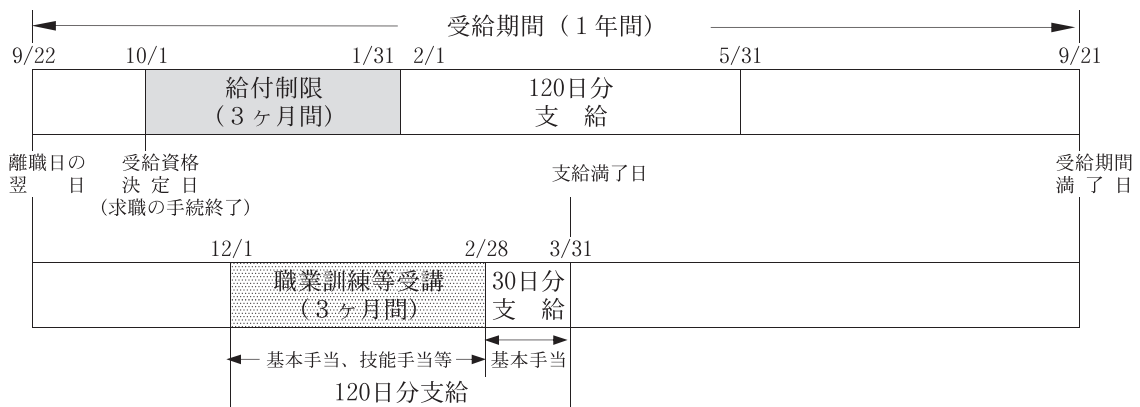 受給期間（１年間）
9/22 10/1 1/31 2/1 5/31 9/21
給付制限
（３ヶ月間）
120日分
支　給
離職日の
翌　　日
受給資格
決 定 日
（求職の手続終了）
支給満了日
受給期間
満 了 日
12/1 2/28 3/31
職業訓練等受講
（３ヶ月間）
30日分
支　給
基本手当、技能手当等
基本手当
120日分支給